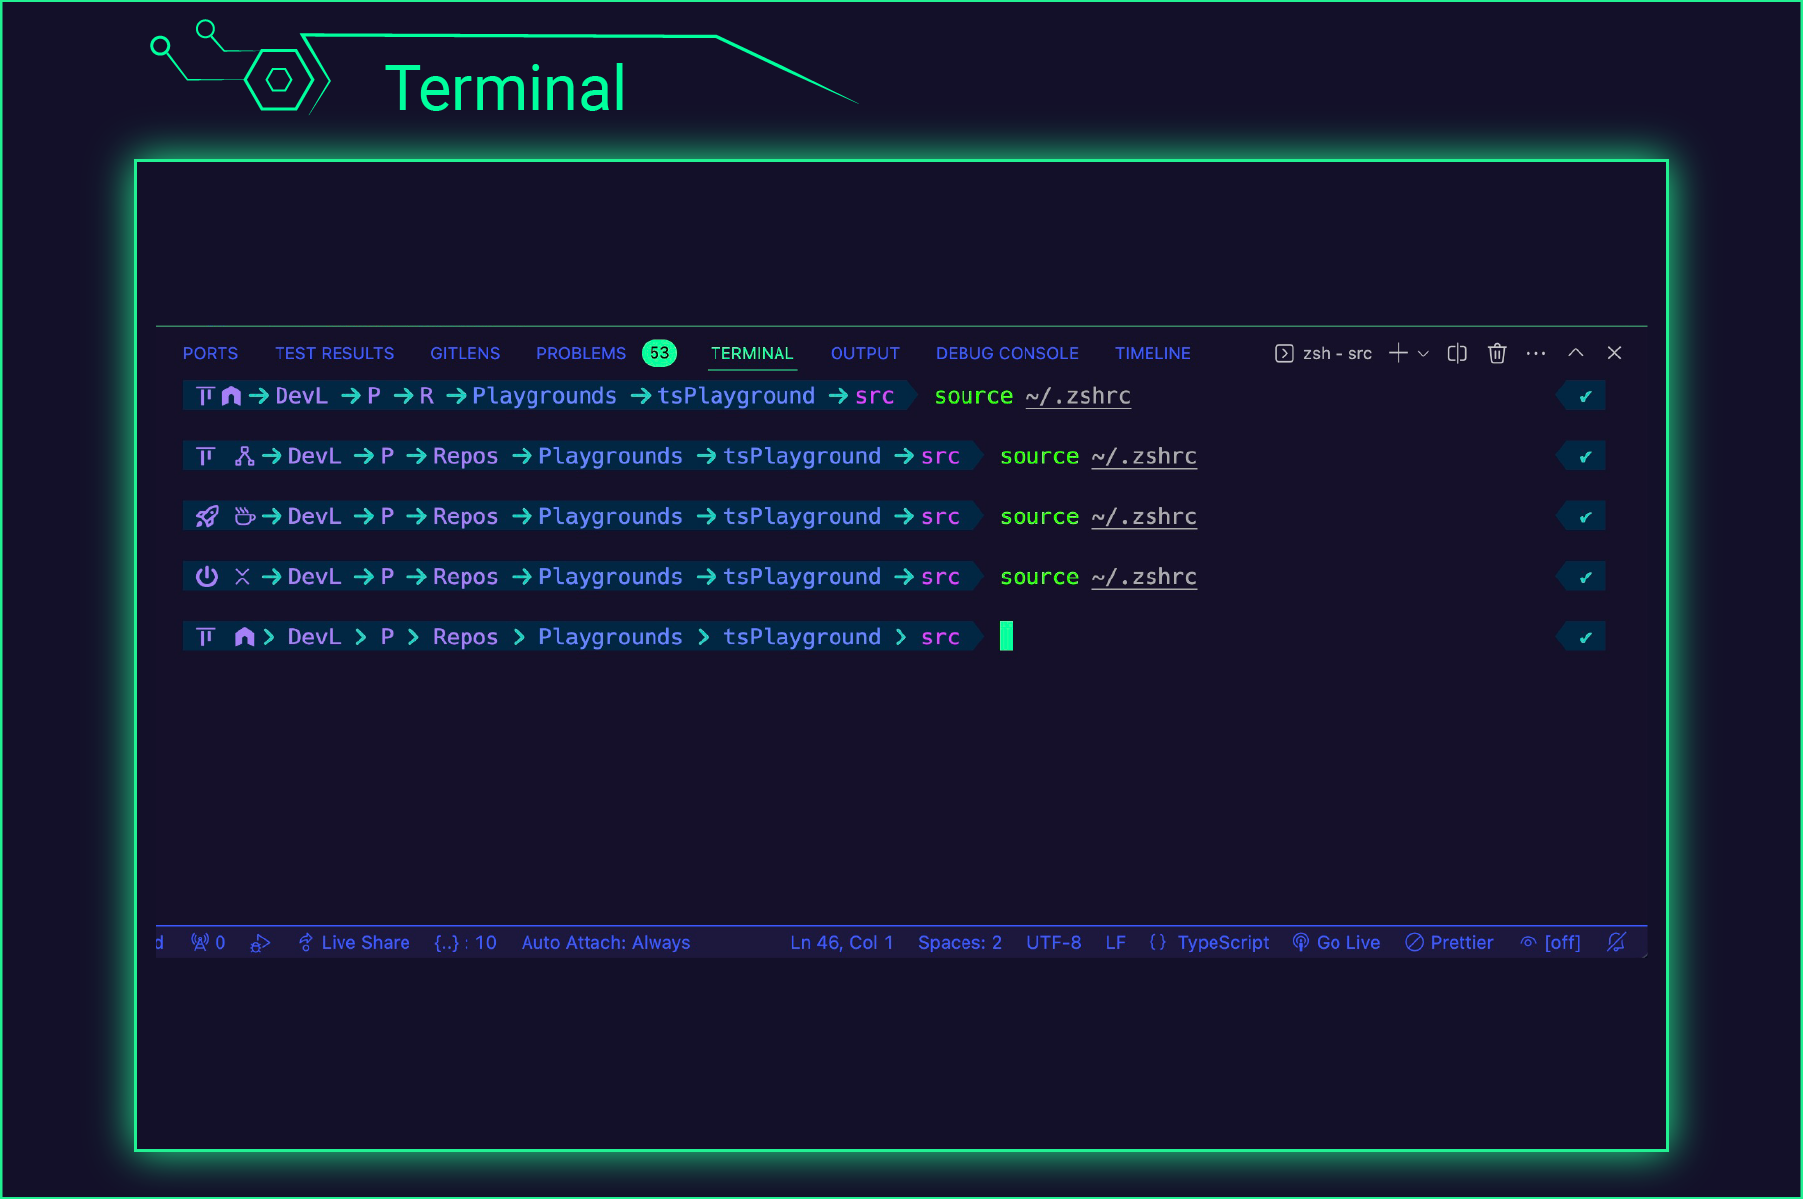 Terminal
PORTS TEST RESULTS GITLENS PROBLEMS 53 TERMINAL OUTPUT DEBUG CONSOLE TIMELINE zsh - src
DevL → P → R → Playgrounds → tsPlayground → src source ~/.zshrc ✔
→ DevL → P → Repos → Playgrounds → tsPlayground → src source ~/.zshrc ✔
→ DevL → P → Repos → Playgrounds → tsPlayground → src source ~/.zshrc ✔
→ DevL → P → Repos → Playgrounds → tsPlayground → src source ~/.zshrc ✔
> DevL > P > Repos > Playgrounds > tsPlayground > src ✔
d 0 Live Share {..} : 10 Auto Attach: Always Ln 46, Col 1 Spaces: 2 UTF-8 LF {} TypeScript Go Live Prettier [off]